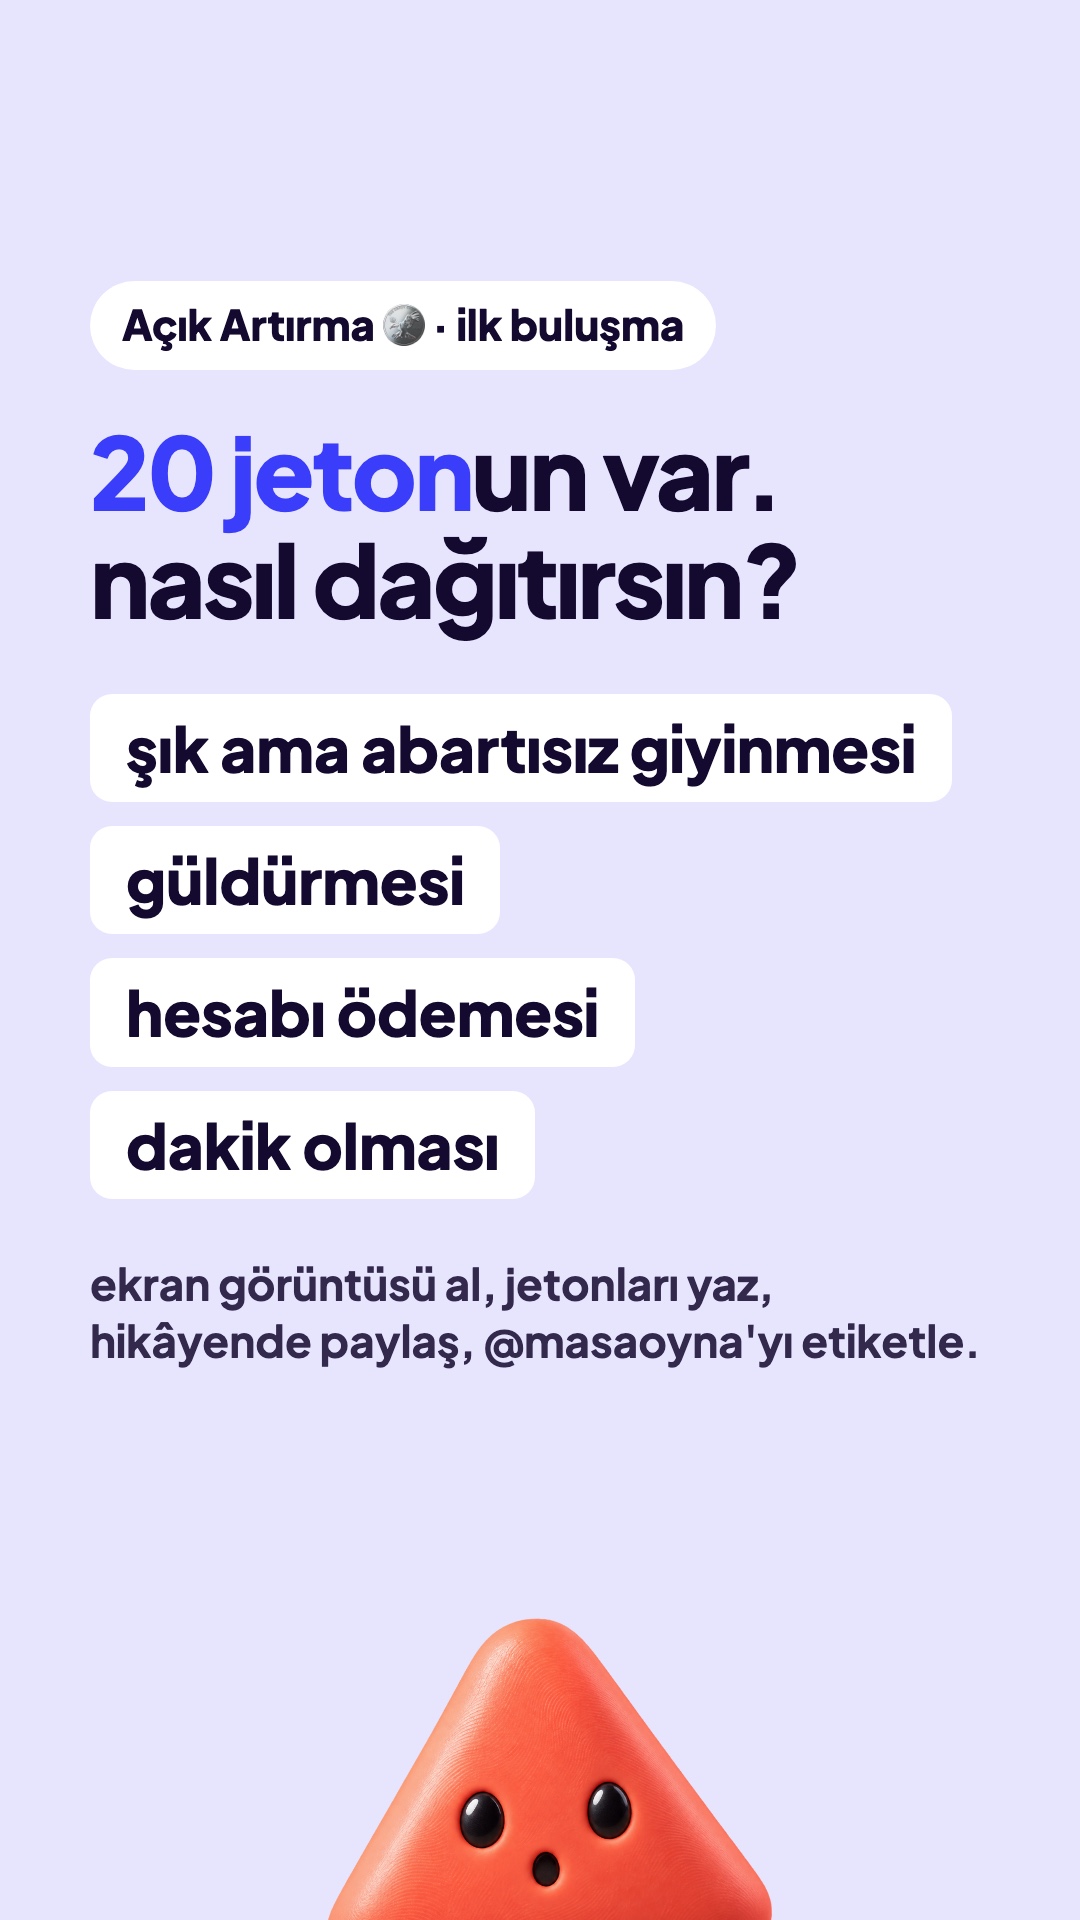 Açık Artırma · ilk buluşma
20 jetonun var.
nasıl dağıtırsın?
şık ama abartısız giyinmesi
güldürmesi
hesabı ödemesi
dakik olması
ekran görüntüsü al, jetonları yaz,
hikâyende paylaş, @masaoyna'yı etiketle.